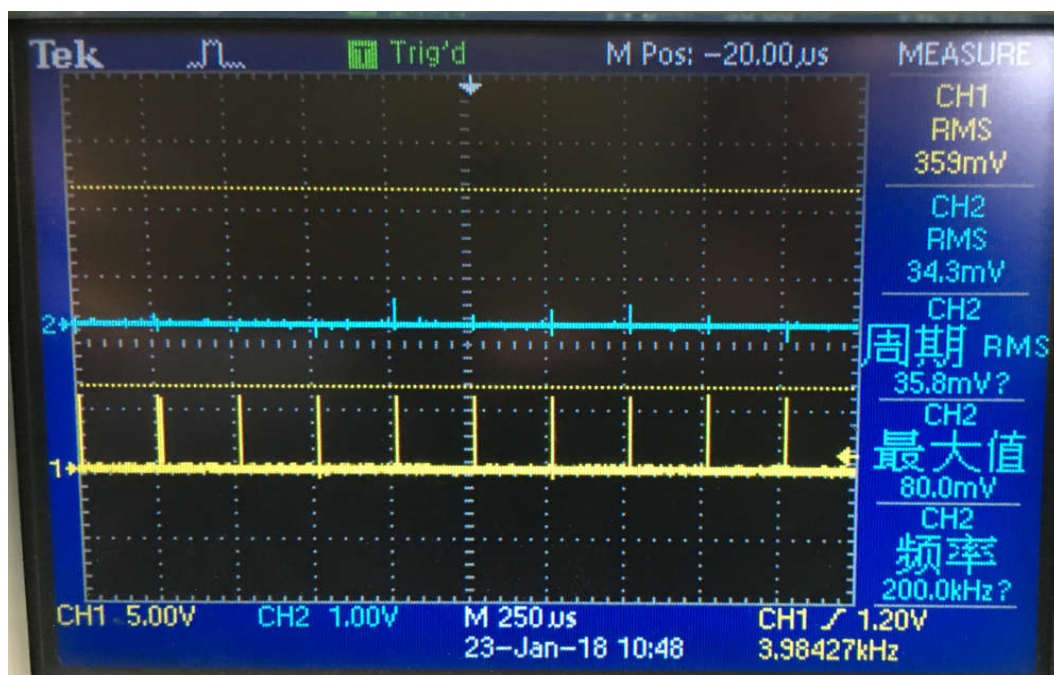 Tek T Trig'd M Pos: -20.00µs MEASURE
CH1
RMS
359mV
CH2
RMS
34.3mV
CH2
周期 RMS
35.8mV?
CH2
最大值
80.0mV
CH2
频率
200.0kHz?
2
1
CH1 5.00V CH2 1.00V M 250µs CH1 1.20V
23-Jan-18 10:48 3.98427kHz